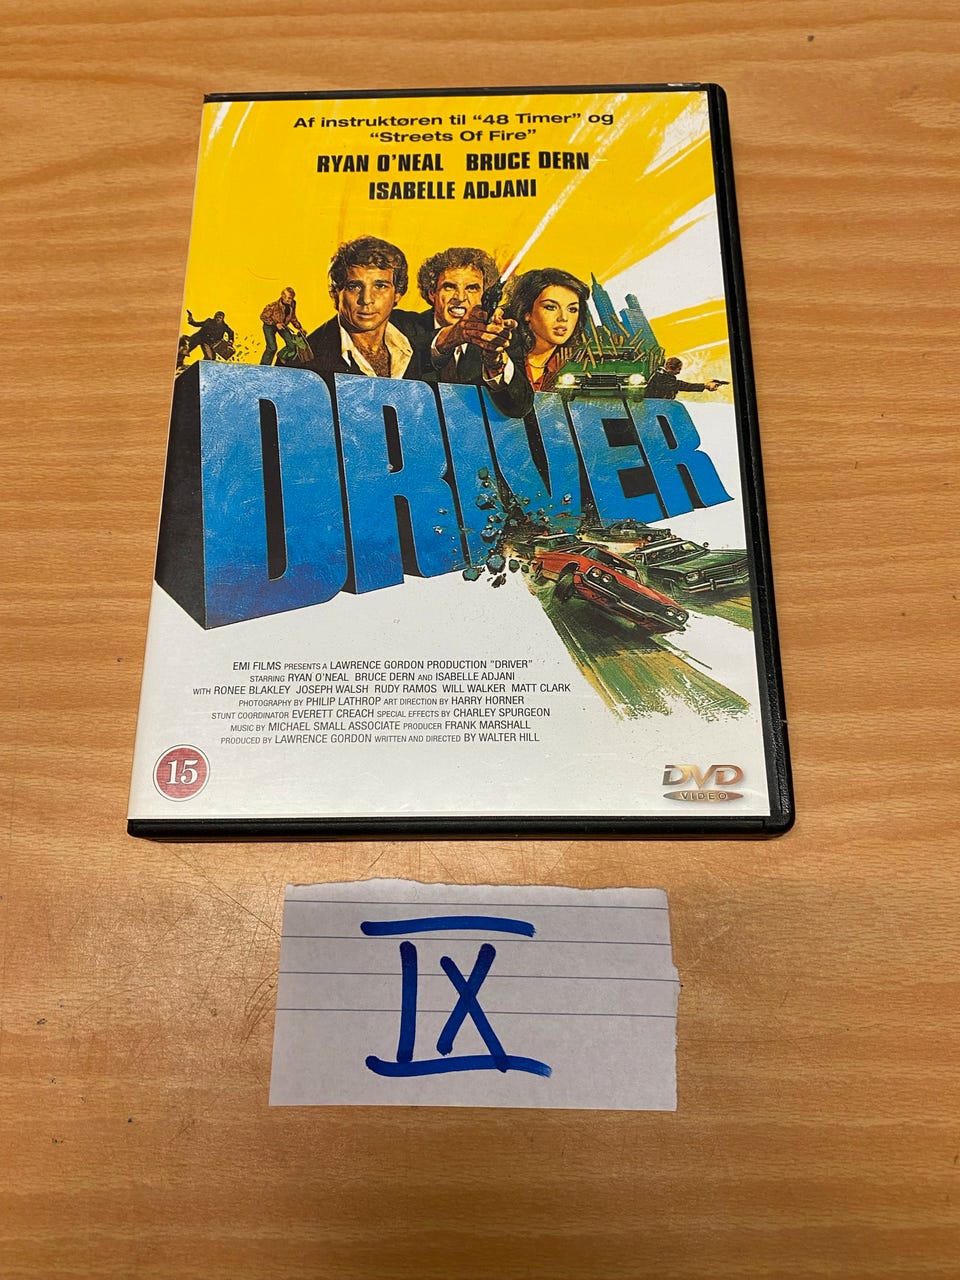 Af instruktøren til “48 Timer” og
“Streets Of Fire”
RYAN O'NEAL BRUCE DERN
ISABELLE ADJANI
DRIVER
EMI FILMS PRESENTS A LAWRENCE GORDON PRODUCTION "DRIVER"
STARRING RYAN O'NEAL BRUCE DERN AND ISABELLE ADJANI
WITH RONEE BLAKLEY JOSEPH WALSH RUDY RAMOS WILL WALKER MATT CLARK
PHOTOGRAPHY BY PHILIP LATHROP ART DIRECTION BY HARRY HORNER
STUNT COORDINATOR EVERETT CREACH SPECIAL EFFECTS BY CHARLEY SPURGEON
MUSIC BY MICHAEL SMALL ASSOCIATE PRODUCER FRANK MARSHALL
PRODUCED BY LAWRENCE GORDON WRITTEN AND DIRECTED BY WALTER HILL
15
DVD
VIDEO
IX